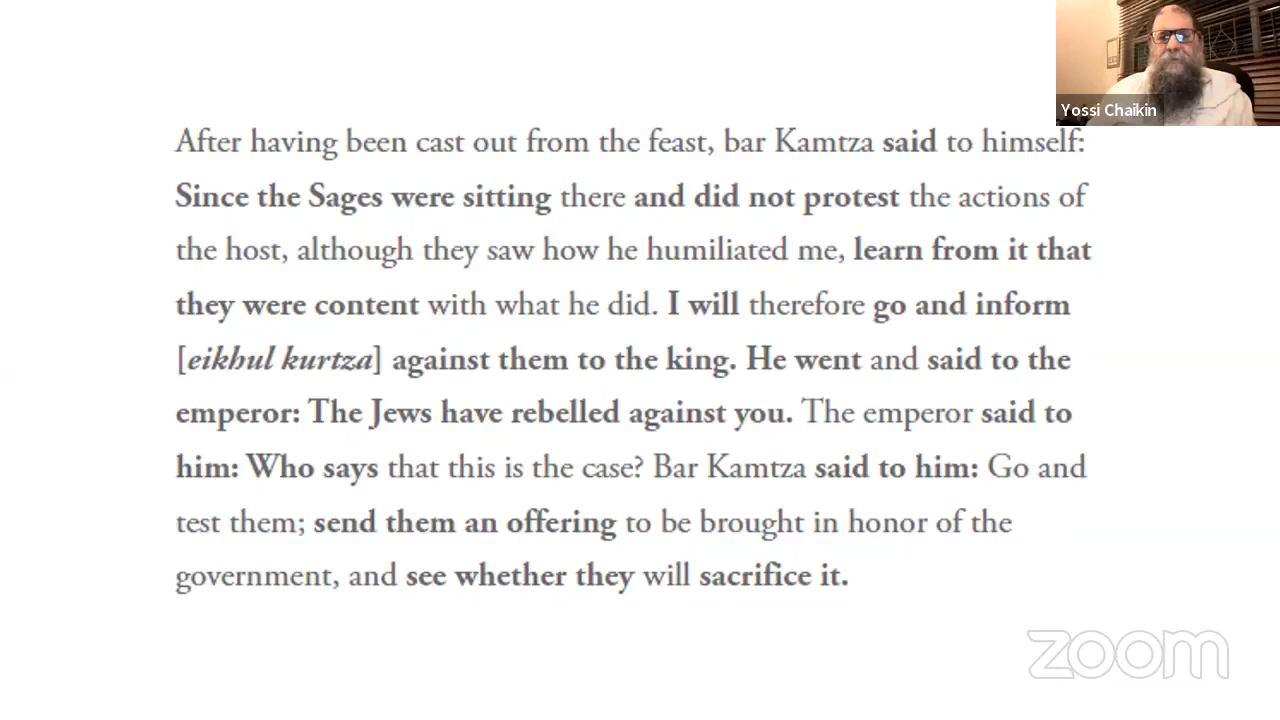 Yossi Chaikin
After having been cast out from the feast, bar Kamtza said to himself:
Since the Sages were sitting there and did not protest the actions of
the host, although they saw how he humiliated me, learn from it that
they were content with what he did. I will therefore go and inform
[eikhul kurtza] against them to the king. He went and said to the
emperor: The Jews have rebelled against you. The emperor said to
him: Who says that this is the case? Bar Kamtza said to him: Go and
test them; send them an offering to be brought in honor of the
government, and see whether they will sacrifice it.
zoom